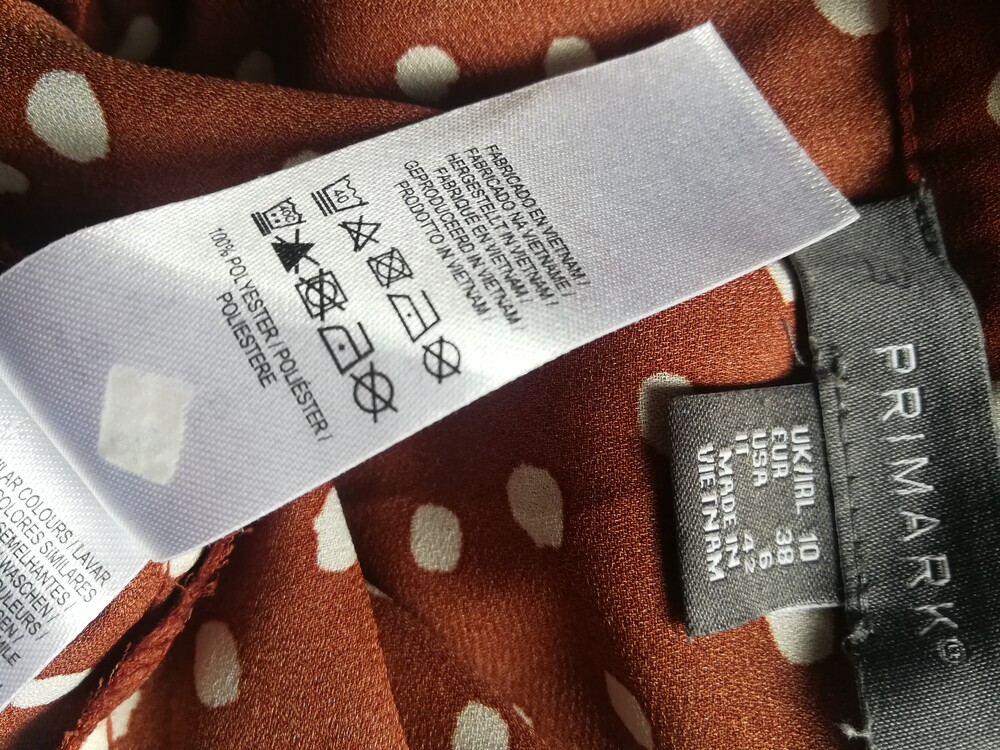 FABRICADO EN VIETNAM /
FABRICADO NA VIETNAME /
HERGESTELLT IN VIETNAM /
FABRIQUÉ EN VIETNAM /
GEPRODUCEERD IN VIETNAM /
PRODOTTO IN VIETNAM /
40
100% POLYESTER / POLIÉSTER /
POLIESTERE
COLOURS / LAVAR
COLORES SIMILARES
SEMELHANTES /
WASCHEN /
PRIMARK®
UK/IRL 10
EUR 38
USA 6
IT 42
MADE IN
VIETNAM